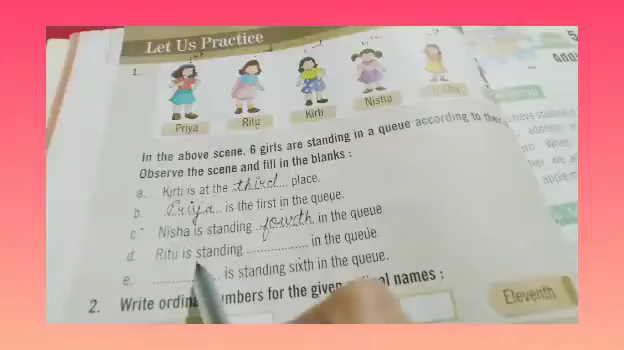 Let Us Practice
1.
Priya Ritu Kirti Nisha
In the above scene, 6 girls are standing in a queue according to their
Observe the scene and fill in the blanks :
a. Kirti is at the third place.
b. Priya is the first in the queue.
c. Nisha is standing fourth in the queue
d. Ritu is standing .................. in the queue.
e. .................. is standing sixth in the queue.
2. Write ordinal numbers for the given ordinal names :
Eleventh